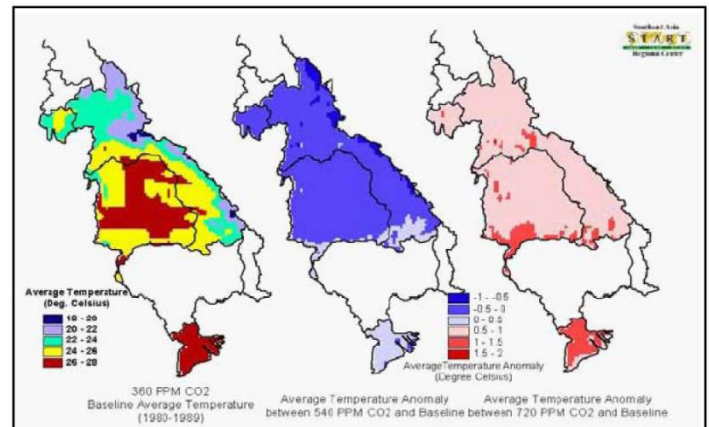 Southeast Asia
START
Regional Center
Average Temperature
(Deg. Celsius)
18 - 20
20 - 22
22 - 24
24 - 26
26 - 28
-1 - -0.5
-0.5 - 0
0 - 0.5
0.5 - 1
1 - 1.5
1.5 - 2
Average Temperature Anomaly
(Degree Celsius)
360 PPM CO2
Baseline Average Temperature
(1980-1989)
Average Temperature Anomaly
between 540 PPM CO2 and Baseline
Average Temperature Anomaly
between 720 PPM CO2 and Baseline